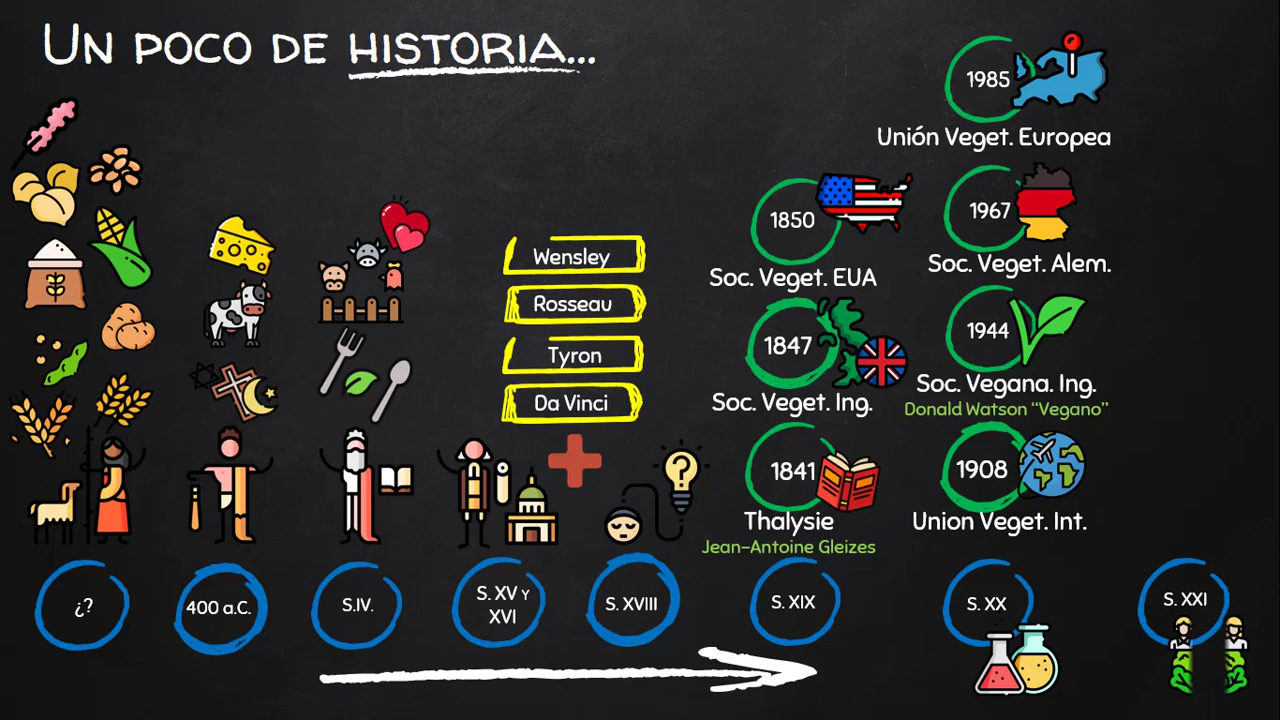 Un poco de historia...
Wensley
Rosseau
Tyron
Da Vinci
1841
Thalysie
Jean-Antoine Gleizes
1847
Soc. Veget. Ing.
1850
Soc. Veget. EUA
1908
Union Veget. Int.
1944
Soc. Vegana. Ing.
Donald Watson “Vegano”
1967
Soc. Veget. Alem.
1985
Unión Veget. Europea
¿?
400 a.C.
S.IV.
S. XV Y
XVI
S. XVIII
S. XIX
S. XX
S. XXI